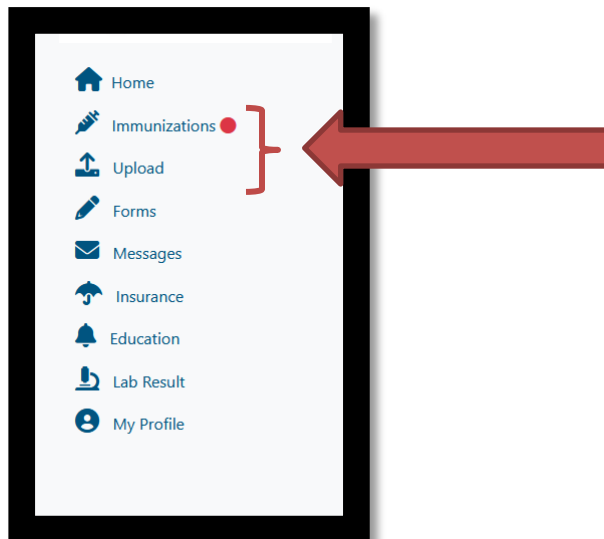 Home
Immunizations
Upload
Forms
Messages
Insurance
Education
Lab Result
My Profile